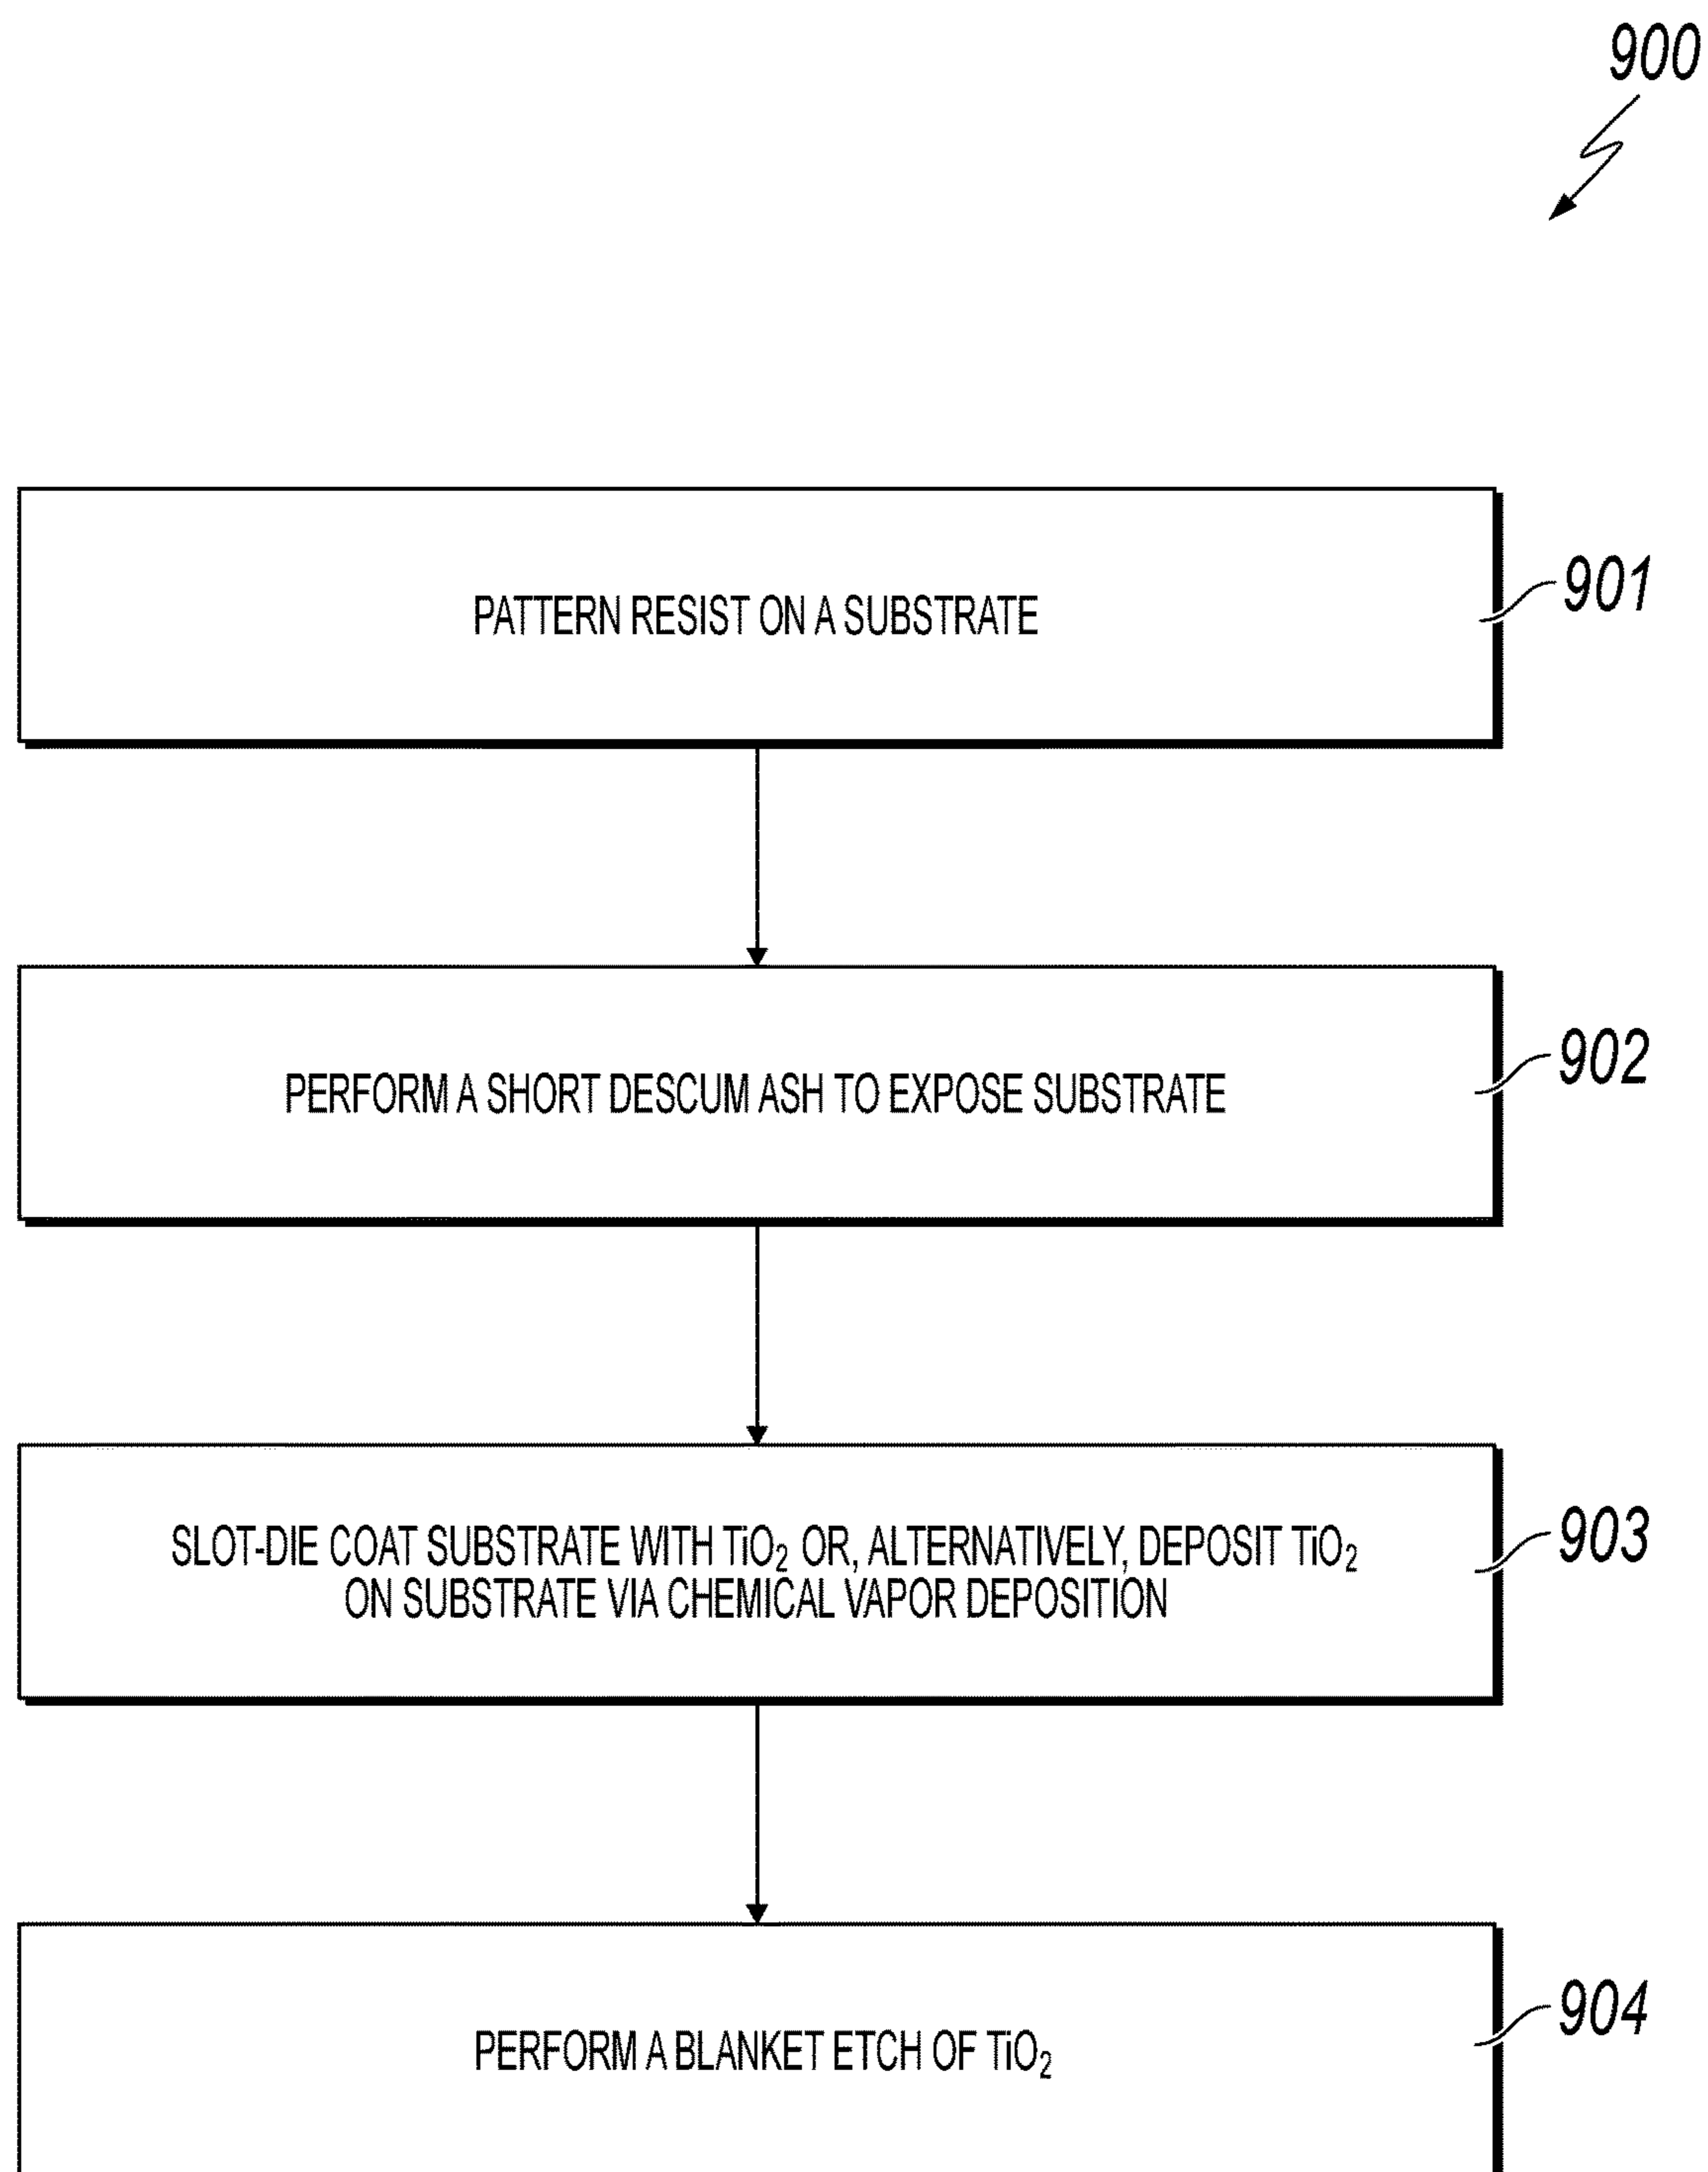 900
PATTERN RESIST ON A SUBSTRATE
901
PERFORM A SHORT DESCUM ASH TO EXPOSE SUBSTRATE
902
SLOT-DIE COAT SUBSTRATE WITH TiO₂ OR, ALTERNATIVELY, DEPOSIT TiO₂
ON SUBSTRATE VIA CHEMICAL VAPOR DEPOSITION
903
PERFORM A BLANKET ETCH OF TiO₂
904